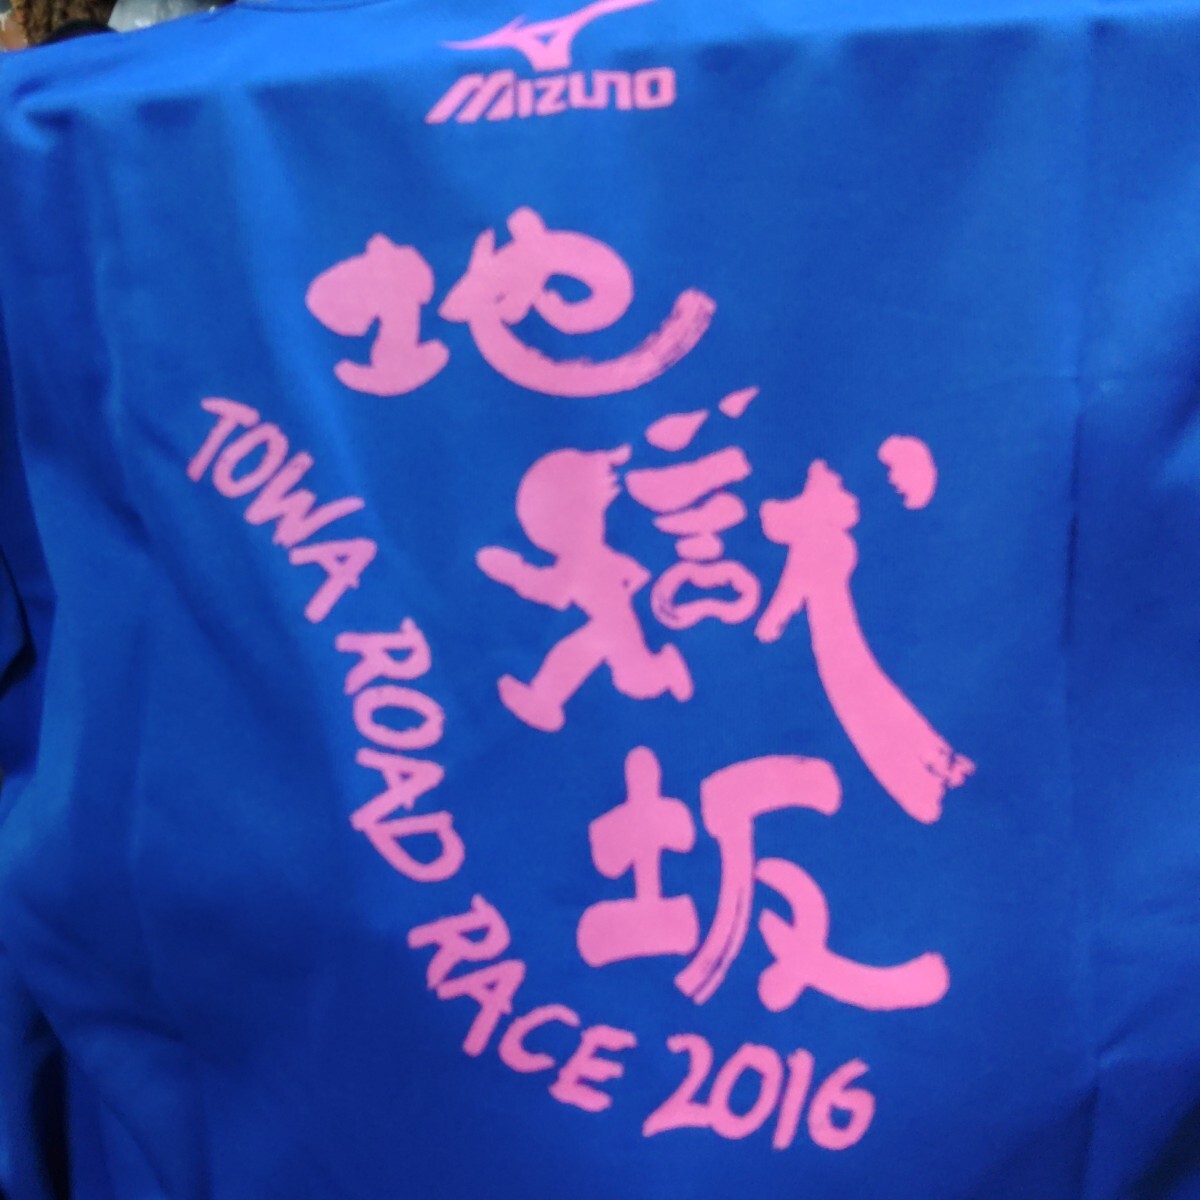 MIZUNO
地獄坂
TOWA ROAD RACE 2016